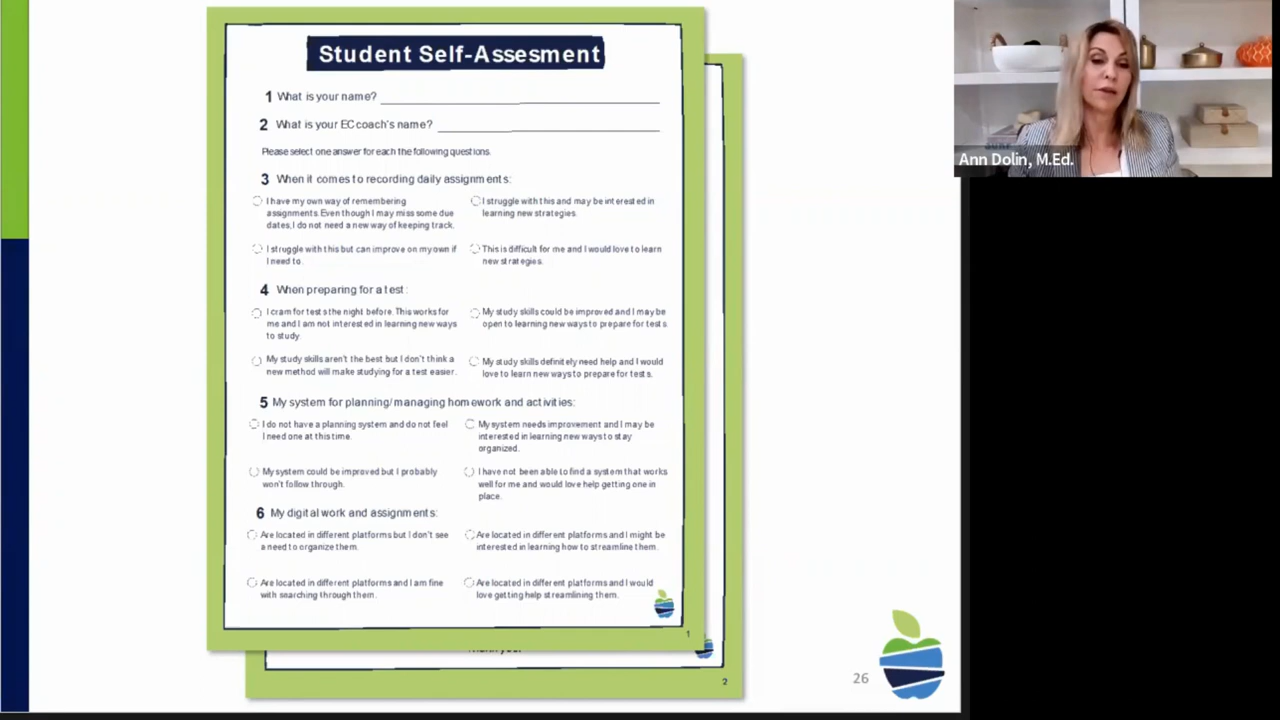 Student Self-Assesment
1 What is your name?
2 What is your EC coach's name?
Please select one answer for each the following questions.
3 When it comes to recording daily assignments:
I have my own way of remembering
assignments. Even though I may miss some due
dates, I do not need a new way of keeping track.
I struggle with this and may be interested in
learning new strategies.
I struggle with this but can improve on my own if
I need to.
This is difficult for me and I would love to learn
new strategies.
4 When preparing for a test:
I cram for tests the night before. This works for
me and I am not interested in learning new ways
to study.
My study skills could be improved and I may be
open to learning new ways to prepare for tests
My study skills aren't the best but I don't think a
new method will make studying for a test easier.
My study skills definitely need help and I would
love to learn new ways to prepare for tests.
5 My system for planning/managing homework and activities:
I do not have a planning system and do not feel
I need one at this time.
My system needs improvement and I may be
interested in learning new ways to stay
organized.
My system could be improved but I probably
won't follow through.
I have not been able to find a system that works
well for me and would love help getting one in
place.
6 My digital work and assignments:
Are located in different platforms but I don't see
a need to organize them.
Are located in different platforms and I might be
interested in learning how to streamline them.
Are located in different platforms and I am fine
with searching through them.
Are located in different platforms and I would
love getting help streamlining them.
1
2
26
Ann Dolin, M.Ed.